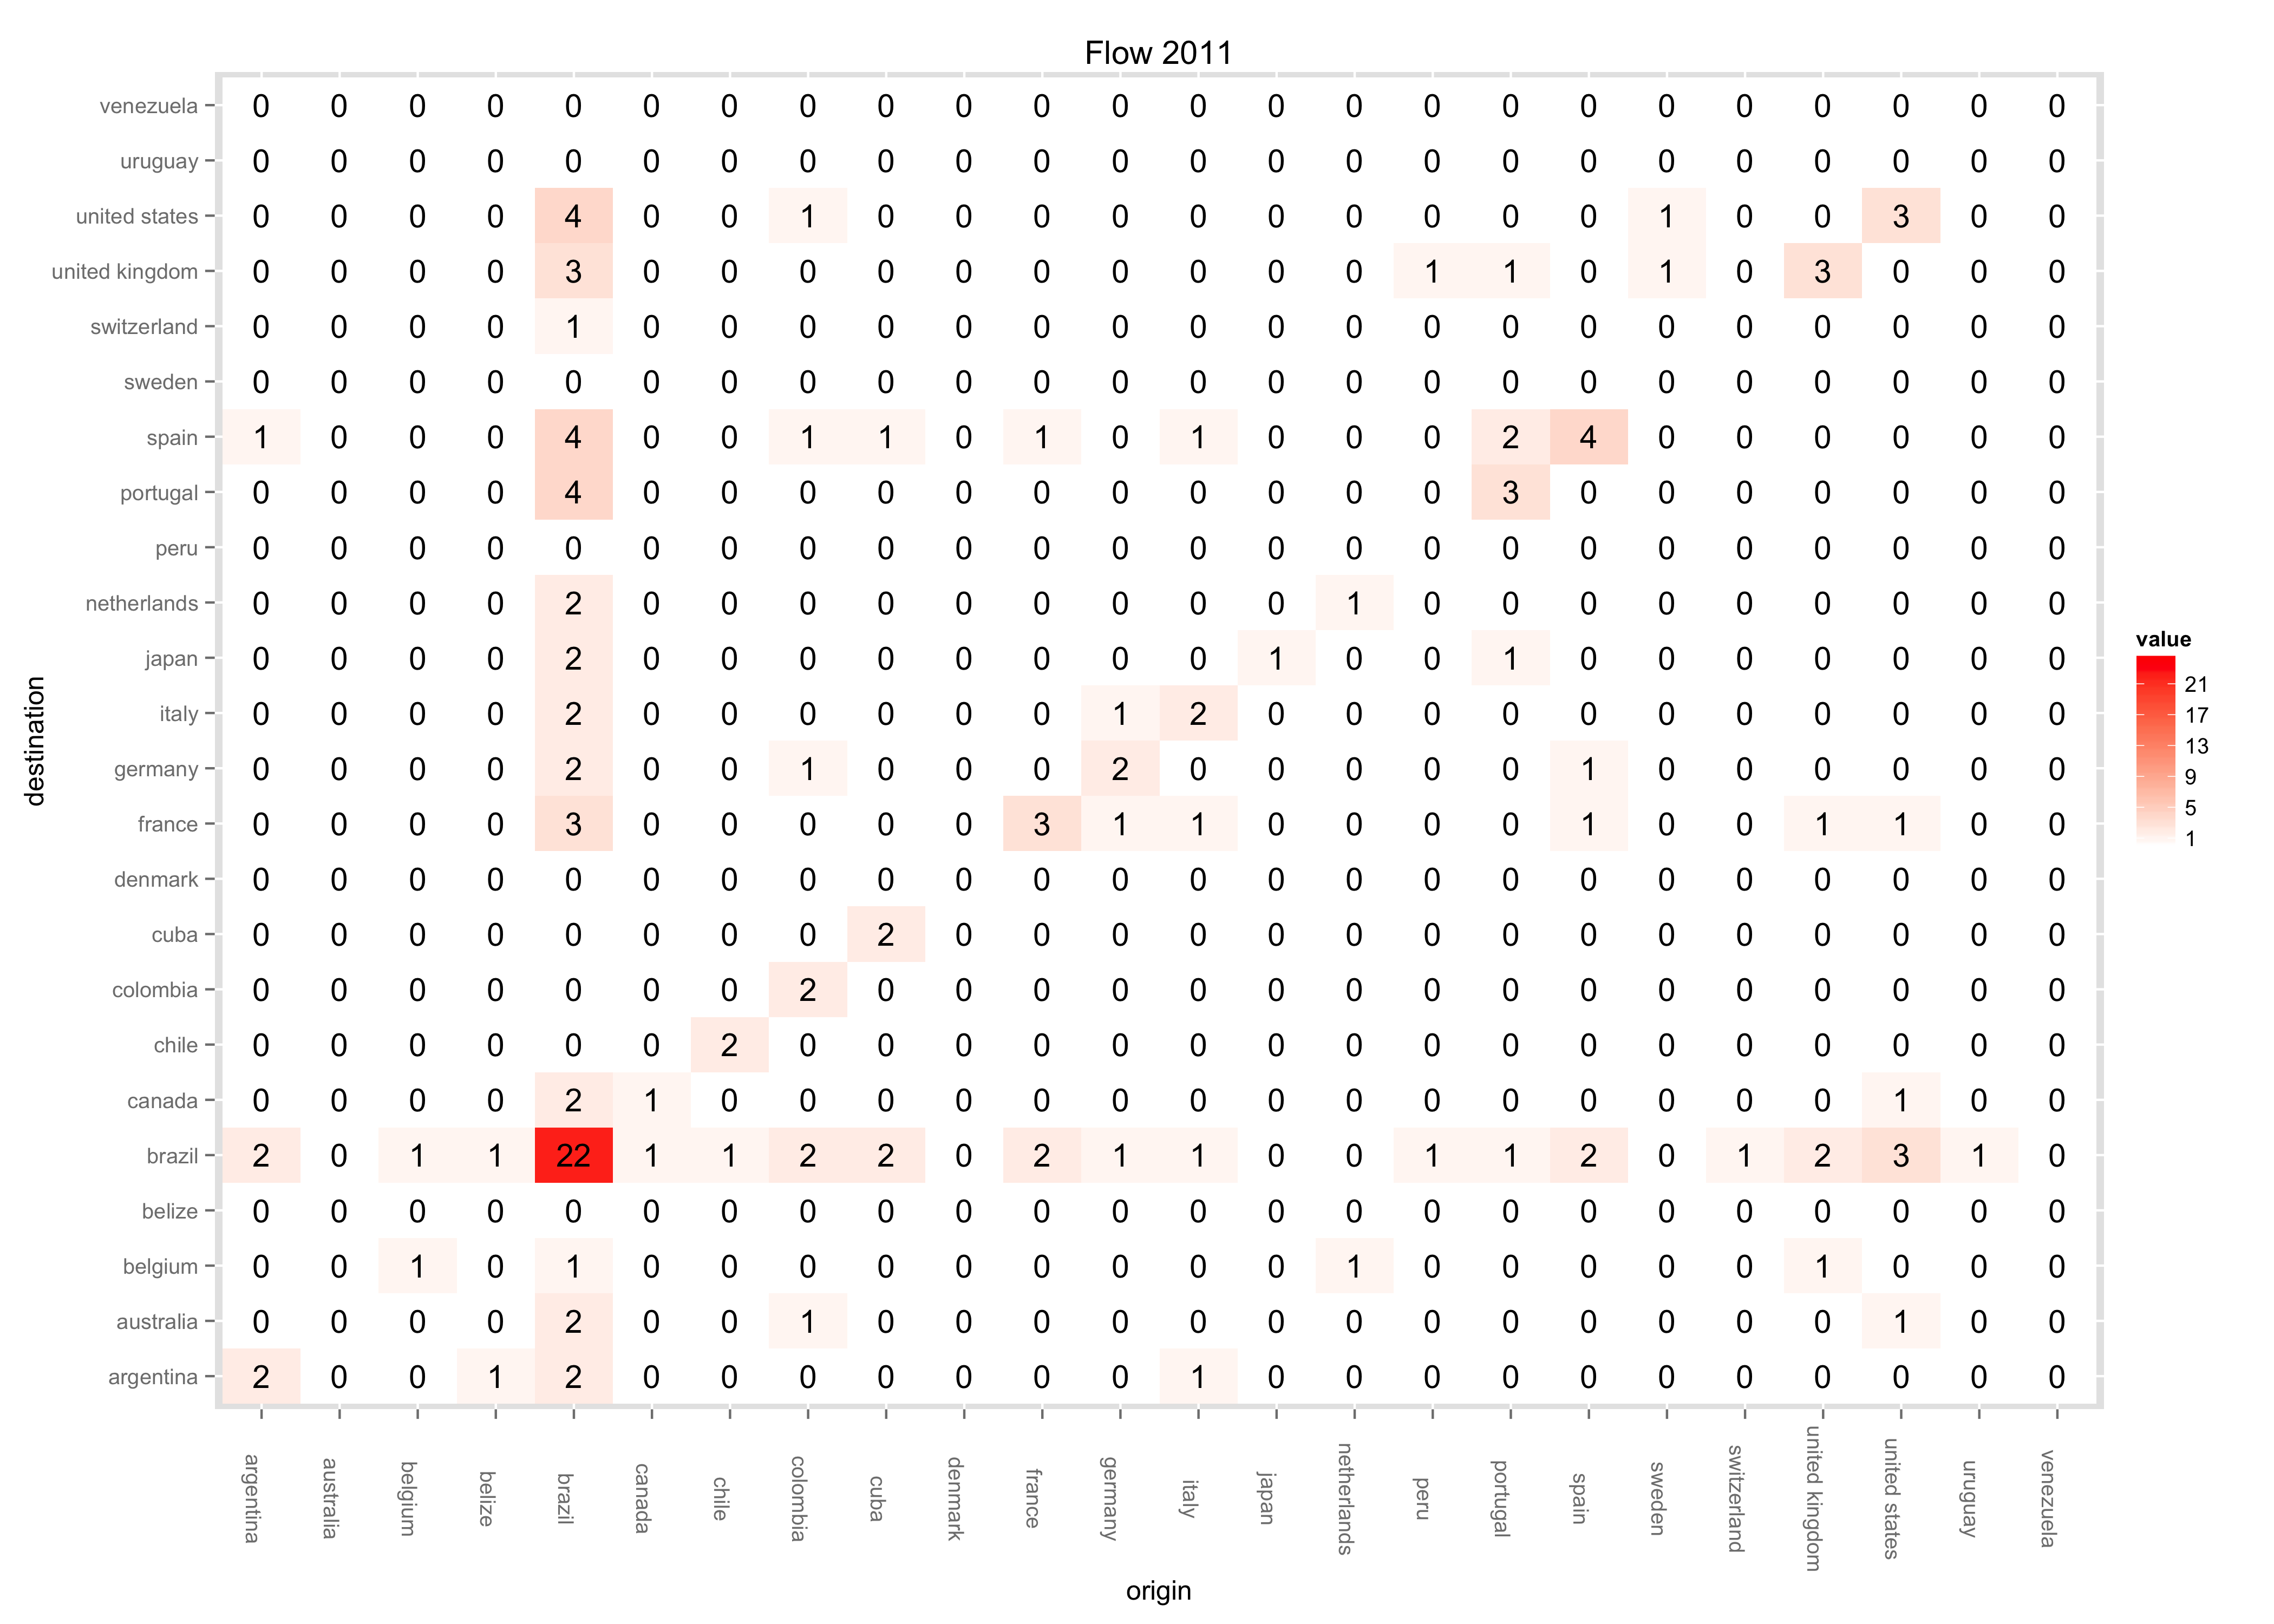 Flow 2011
venezuela 0 0 0 0 0 0 0 0 0 0 0 0 0 0 0 0 0 0 0 0 0 0 0 0
uruguay 0 0 0 0 0 0 0 0 0 0 0 0 0 0 0 0 0 0 0 0 0 0 0 0
united states 0 0 0 0 4 0 0 1 0 0 0 0 0 0 0 0 0 0 1 0 0 3 0 0
united kingdom 0 0 0 0 3 0 0 0 0 0 0 0 0 0 0 1 1 0 1 0 3 0 0 0
switzerland 0 0 0 0 1 0 0 0 0 0 0 0 0 0 0 0 0 0 0 0 0 0 0 0
sweden 0 0 0 0 0 0 0 0 0 0 0 0 0 0 0 0 0 0 0 0 0 0 0 0
spain 1 0 0 0 4 0 0 1 1 0 1 0 1 0 0 0 2 4 0 0 0 0 0 0
portugal 0 0 0 0 4 0 0 0 0 0 0 0 0 0 0 0 3 0 0 0 0 0 0 0
peru 0 0 0 0 0 0 0 0 0 0 0 0 0 0 0 0 0 0 0 0 0 0 0 0
netherlands 0 0 0 0 2 0 0 0 0 0 0 0 0 0 1 0 0 0 0 0 0 0 0 0
japan 0 0 0 0 2 0 0 0 0 0 0 0 0 1 0 0 1 0 0 0 0 0 0 0
italy 0 0 0 0 2 0 0 0 0 0 0 1 2 0 0 0 0 0 0 0 0 0 0 0
germany 0 0 0 0 2 0 0 1 0 0 0 2 0 0 0 0 0 1 0 0 0 0 0 0
france 0 0 0 0 3 0 0 0 0 0 3 1 1 0 0 0 0 1 0 0 1 1 0 0
denmark 0 0 0 0 0 0 0 0 0 0 0 0 0 0 0 0 0 0 0 0 0 0 0 0
cuba 0 0 0 0 0 0 0 0 2 0 0 0 0 0 0 0 0 0 0 0 0 0 0 0
colombia 0 0 0 0 0 0 0 2 0 0 0 0 0 0 0 0 0 0 0 0 0 0 0 0
chile 0 0 0 0 0 0 2 0 0 0 0 0 0 0 0 0 0 0 0 0 0 0 0 0
canada 0 0 0 0 2 1 0 0 0 0 0 0 0 0 0 0 0 0 0 0 0 1 0 0
brazil 2 0 1 1 22 1 1 2 2 0 2 1 1 0 0 1 1 2 0 1 2 3 1 0
belize 0 0 0 0 0 0 0 0 0 0 0 0 0 0 0 0 0 0 0 0 0 0 0 0
belgium 0 0 1 0 1 0 0 0 0 0 0 0 0 0 1 0 0 0 0 0 1 0 0 0
australia 0 0 0 0 2 0 0 1 0 0 0 0 0 0 0 0 0 0 0 0 0 1 0 0
argentina 2 0 0 1 2 0 0 0 0 0 0 0 1 0 0 0 0 0 0 0 0 0 0 0
destination
argentina
australia
belgium
belize
brazil
canada
chile
colombia
cuba
denmark
france
germany
italy
japan
netherlands
peru
portugal
spain
sweden
switzerland
united kingdom
united states
uruguay
venezuela
origin
value
21
17
13
9
5
1